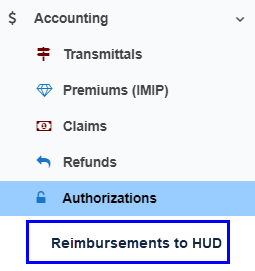 $ Accounting
Transmittals
Premiums (IMIP)
Claims
Refunds
Authorizations
Reimbursements to HUD